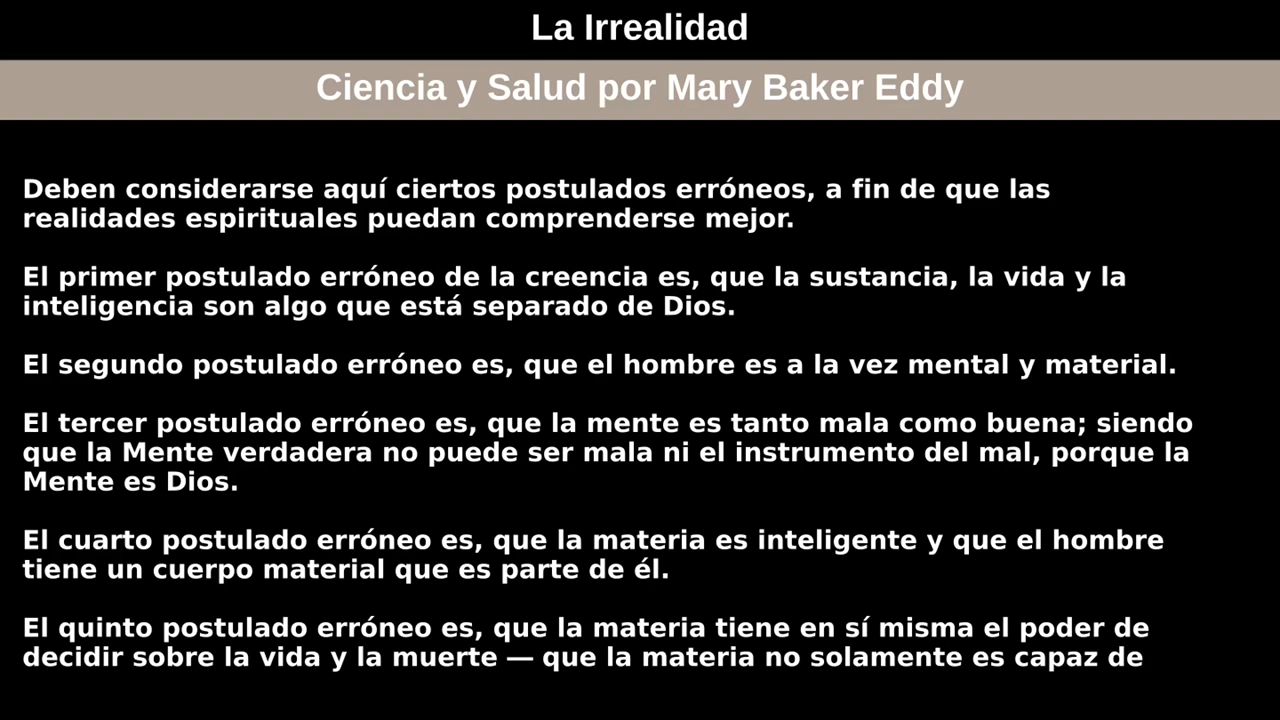 La Irrealidad
Ciencia y Salud por Mary Baker Eddy
Deben considerarse aquí ciertos postulados erróneos, a fin de que las
realidades espirituales puedan comprenderse mejor.
El primer postulado erróneo de la creencia es, que la sustancia, la vida y la
inteligencia son algo que está separado de Dios.
El segundo postulado erróneo es, que el hombre es a la vez mental y material.
El tercer postulado erróneo es, que la mente es tanto mala como buena; siendo
que la Mente verdadera no puede ser mala ni el instrumento del mal, porque la
Mente es Dios.
El cuarto postulado erróneo es, que la materia es inteligente y que el hombre
tiene un cuerpo material que es parte de él.
El quinto postulado erróneo es, que la materia tiene en sí misma el poder de
decidir sobre la vida y la muerte — que la materia no solamente es capaz de